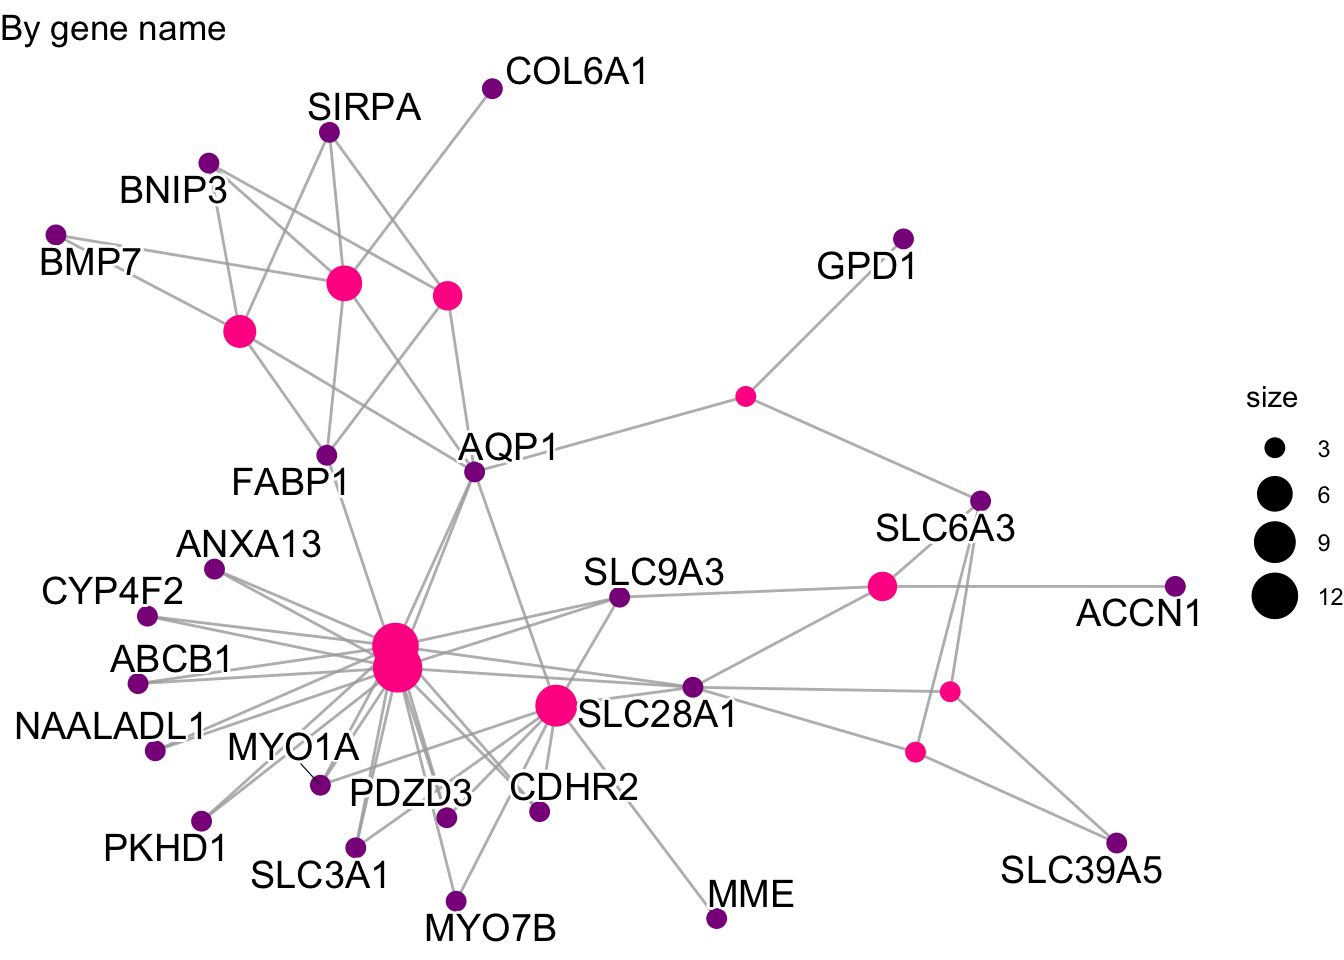 By gene name
COL6A1
SIRPA
BNIP3
BMP7
GPD1
AQP1
FABP1
SLC6A3
ANXA13
SLC9A3
CYP4F2
ACCN1
ABCB1
SLC28A1
NAALADL1
MYO1A
PDZD3
CDHR2
PKHD1
SLC3A1
SLC39A5
MME
MYO7B
size
3
6
9
12